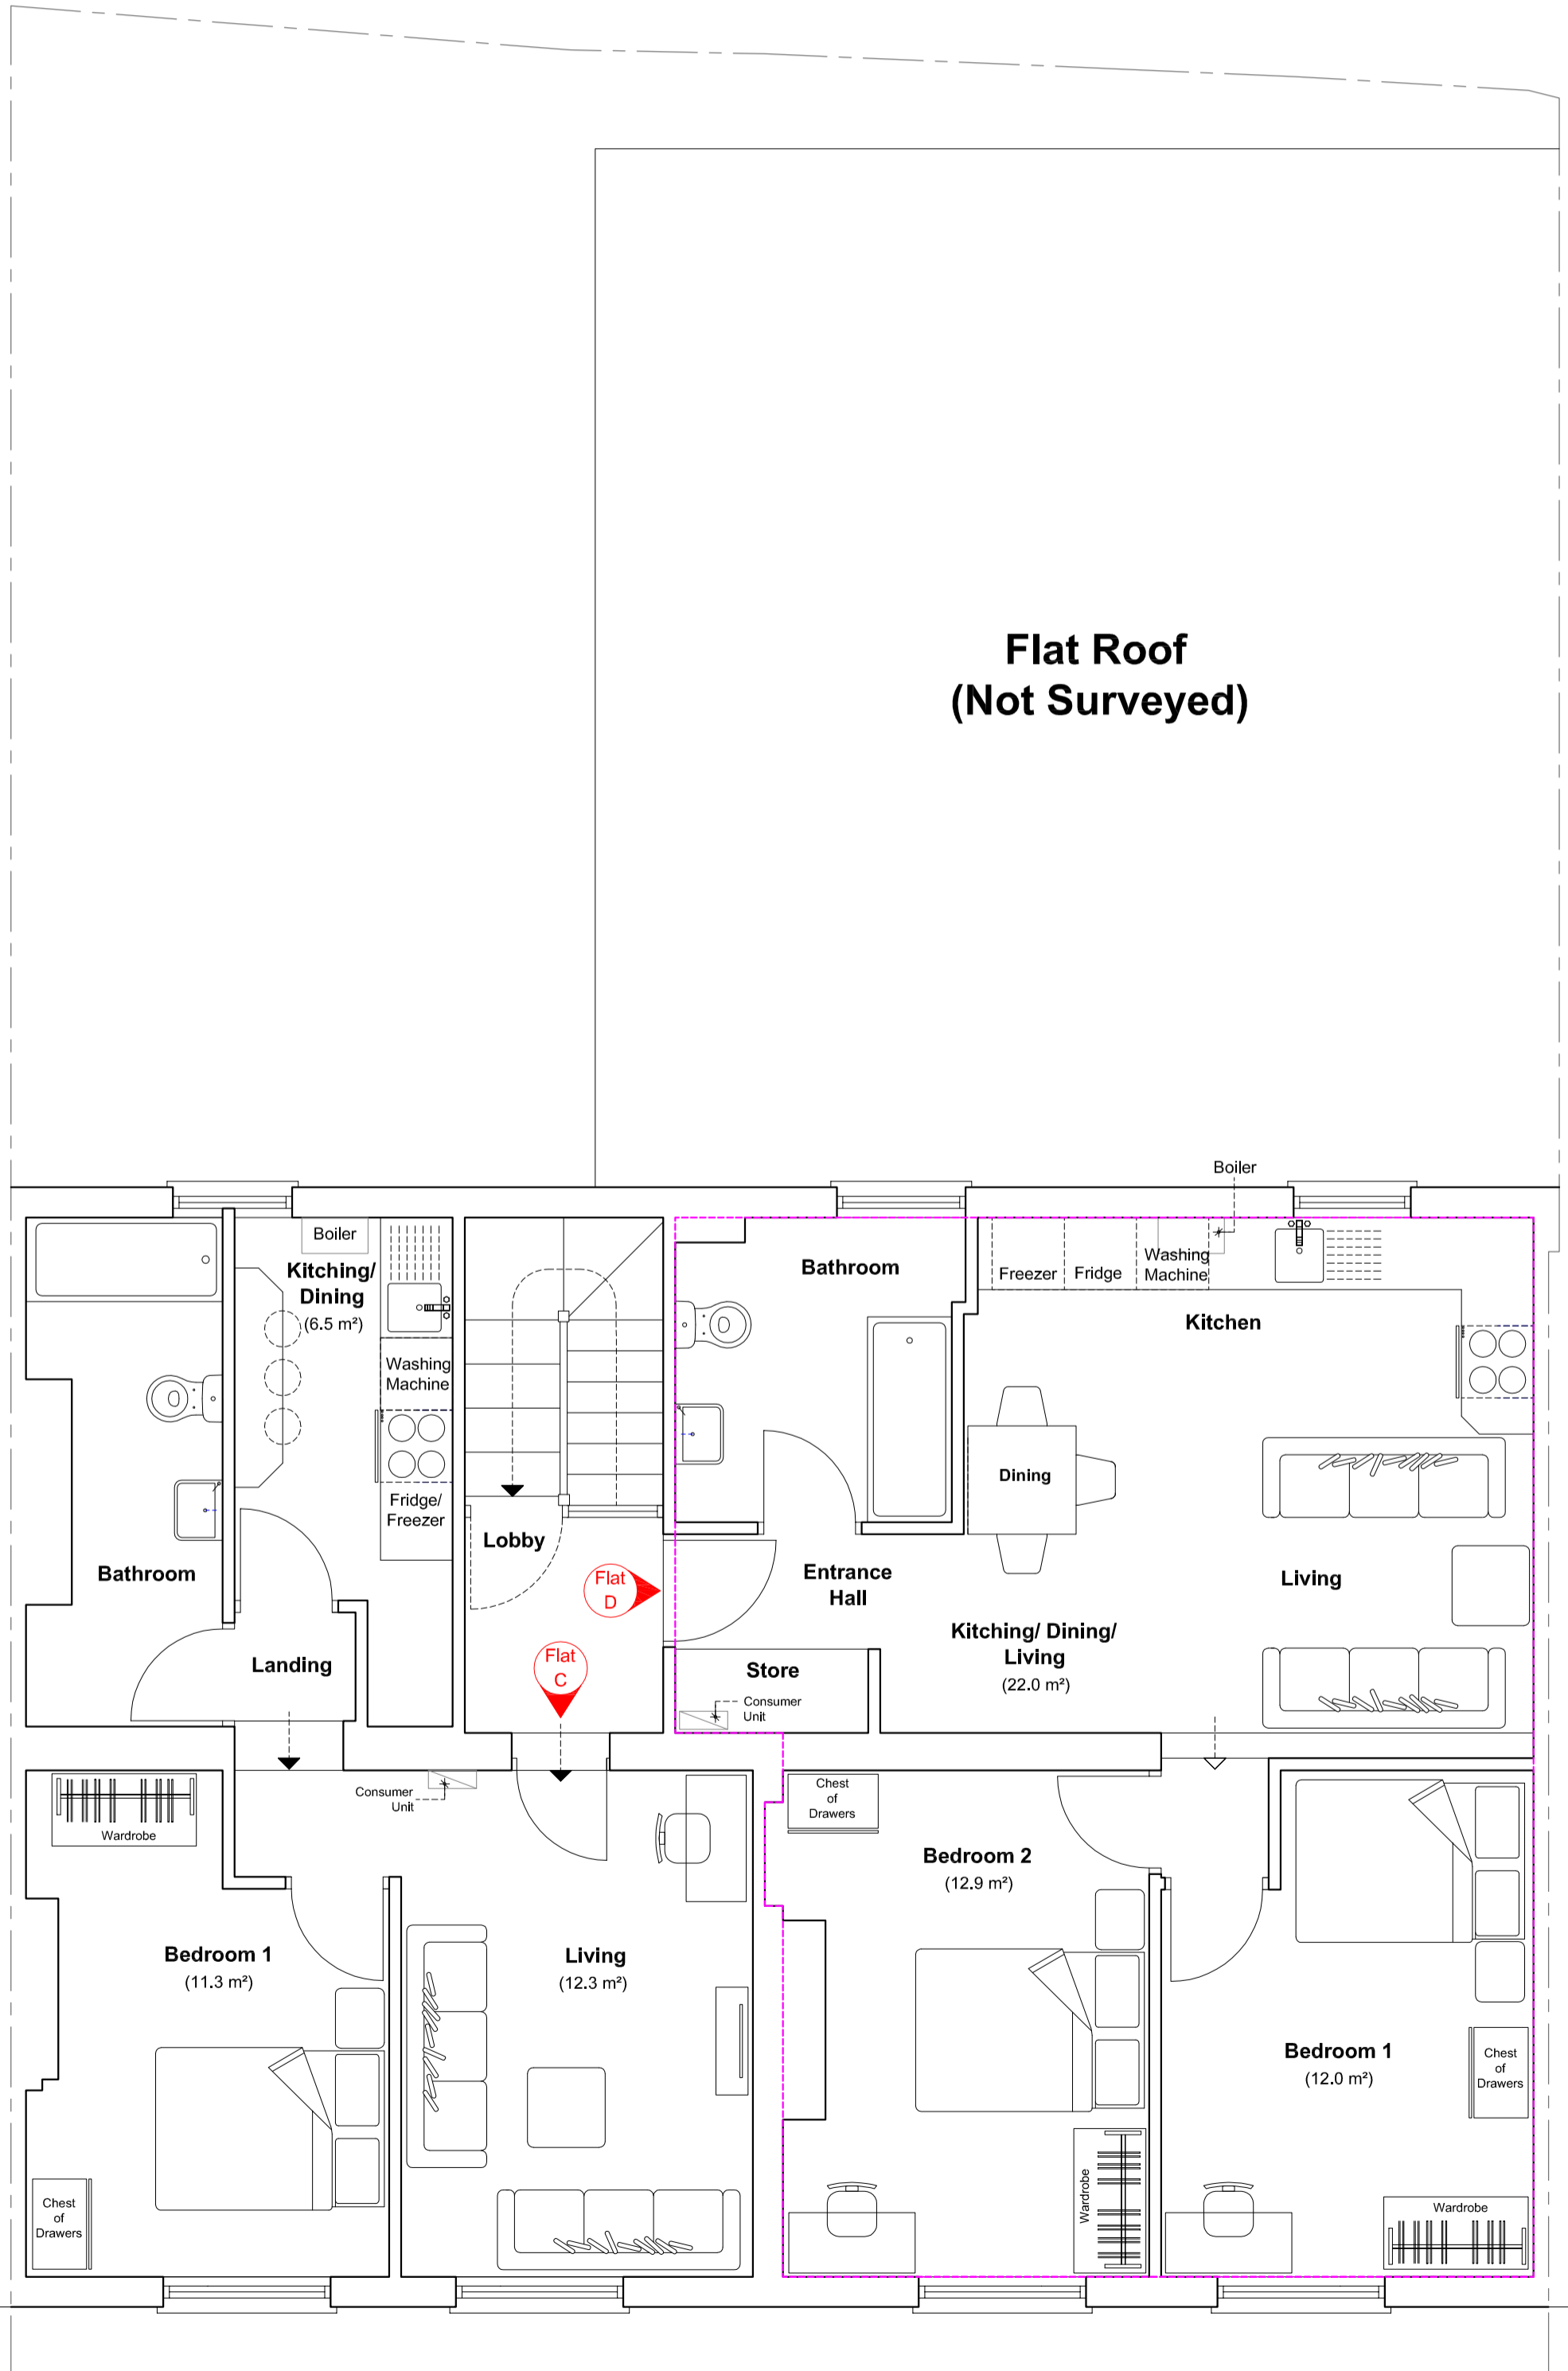 Flat Roof
(Not Surveyed)
Boiler
Boiler
Kitching/
Dining
(6.5 m²)
Washing
Machine
Fridge/
Freezer
Bathroom
Landing
Lobby
Flat
D
Flat
C
Bathroom
Freezer
Fridge
Washing
Machine
Kitchen
Dining
Entrance
Hall
Living
Kitching/ Dining/
Living
(22.0 m²)
Store
Consumer
Unit
Consumer
Unit
Wardrobe
Bedroom 1
(11.3 m²)
Chest
of
Drawers
Living
(12.3 m²)
Chest
of
Drawers
Bedroom 2
(12.9 m²)
Wardrobe
Bedroom 1
(12.0 m²)
Chest
of
Drawers
Wardrobe